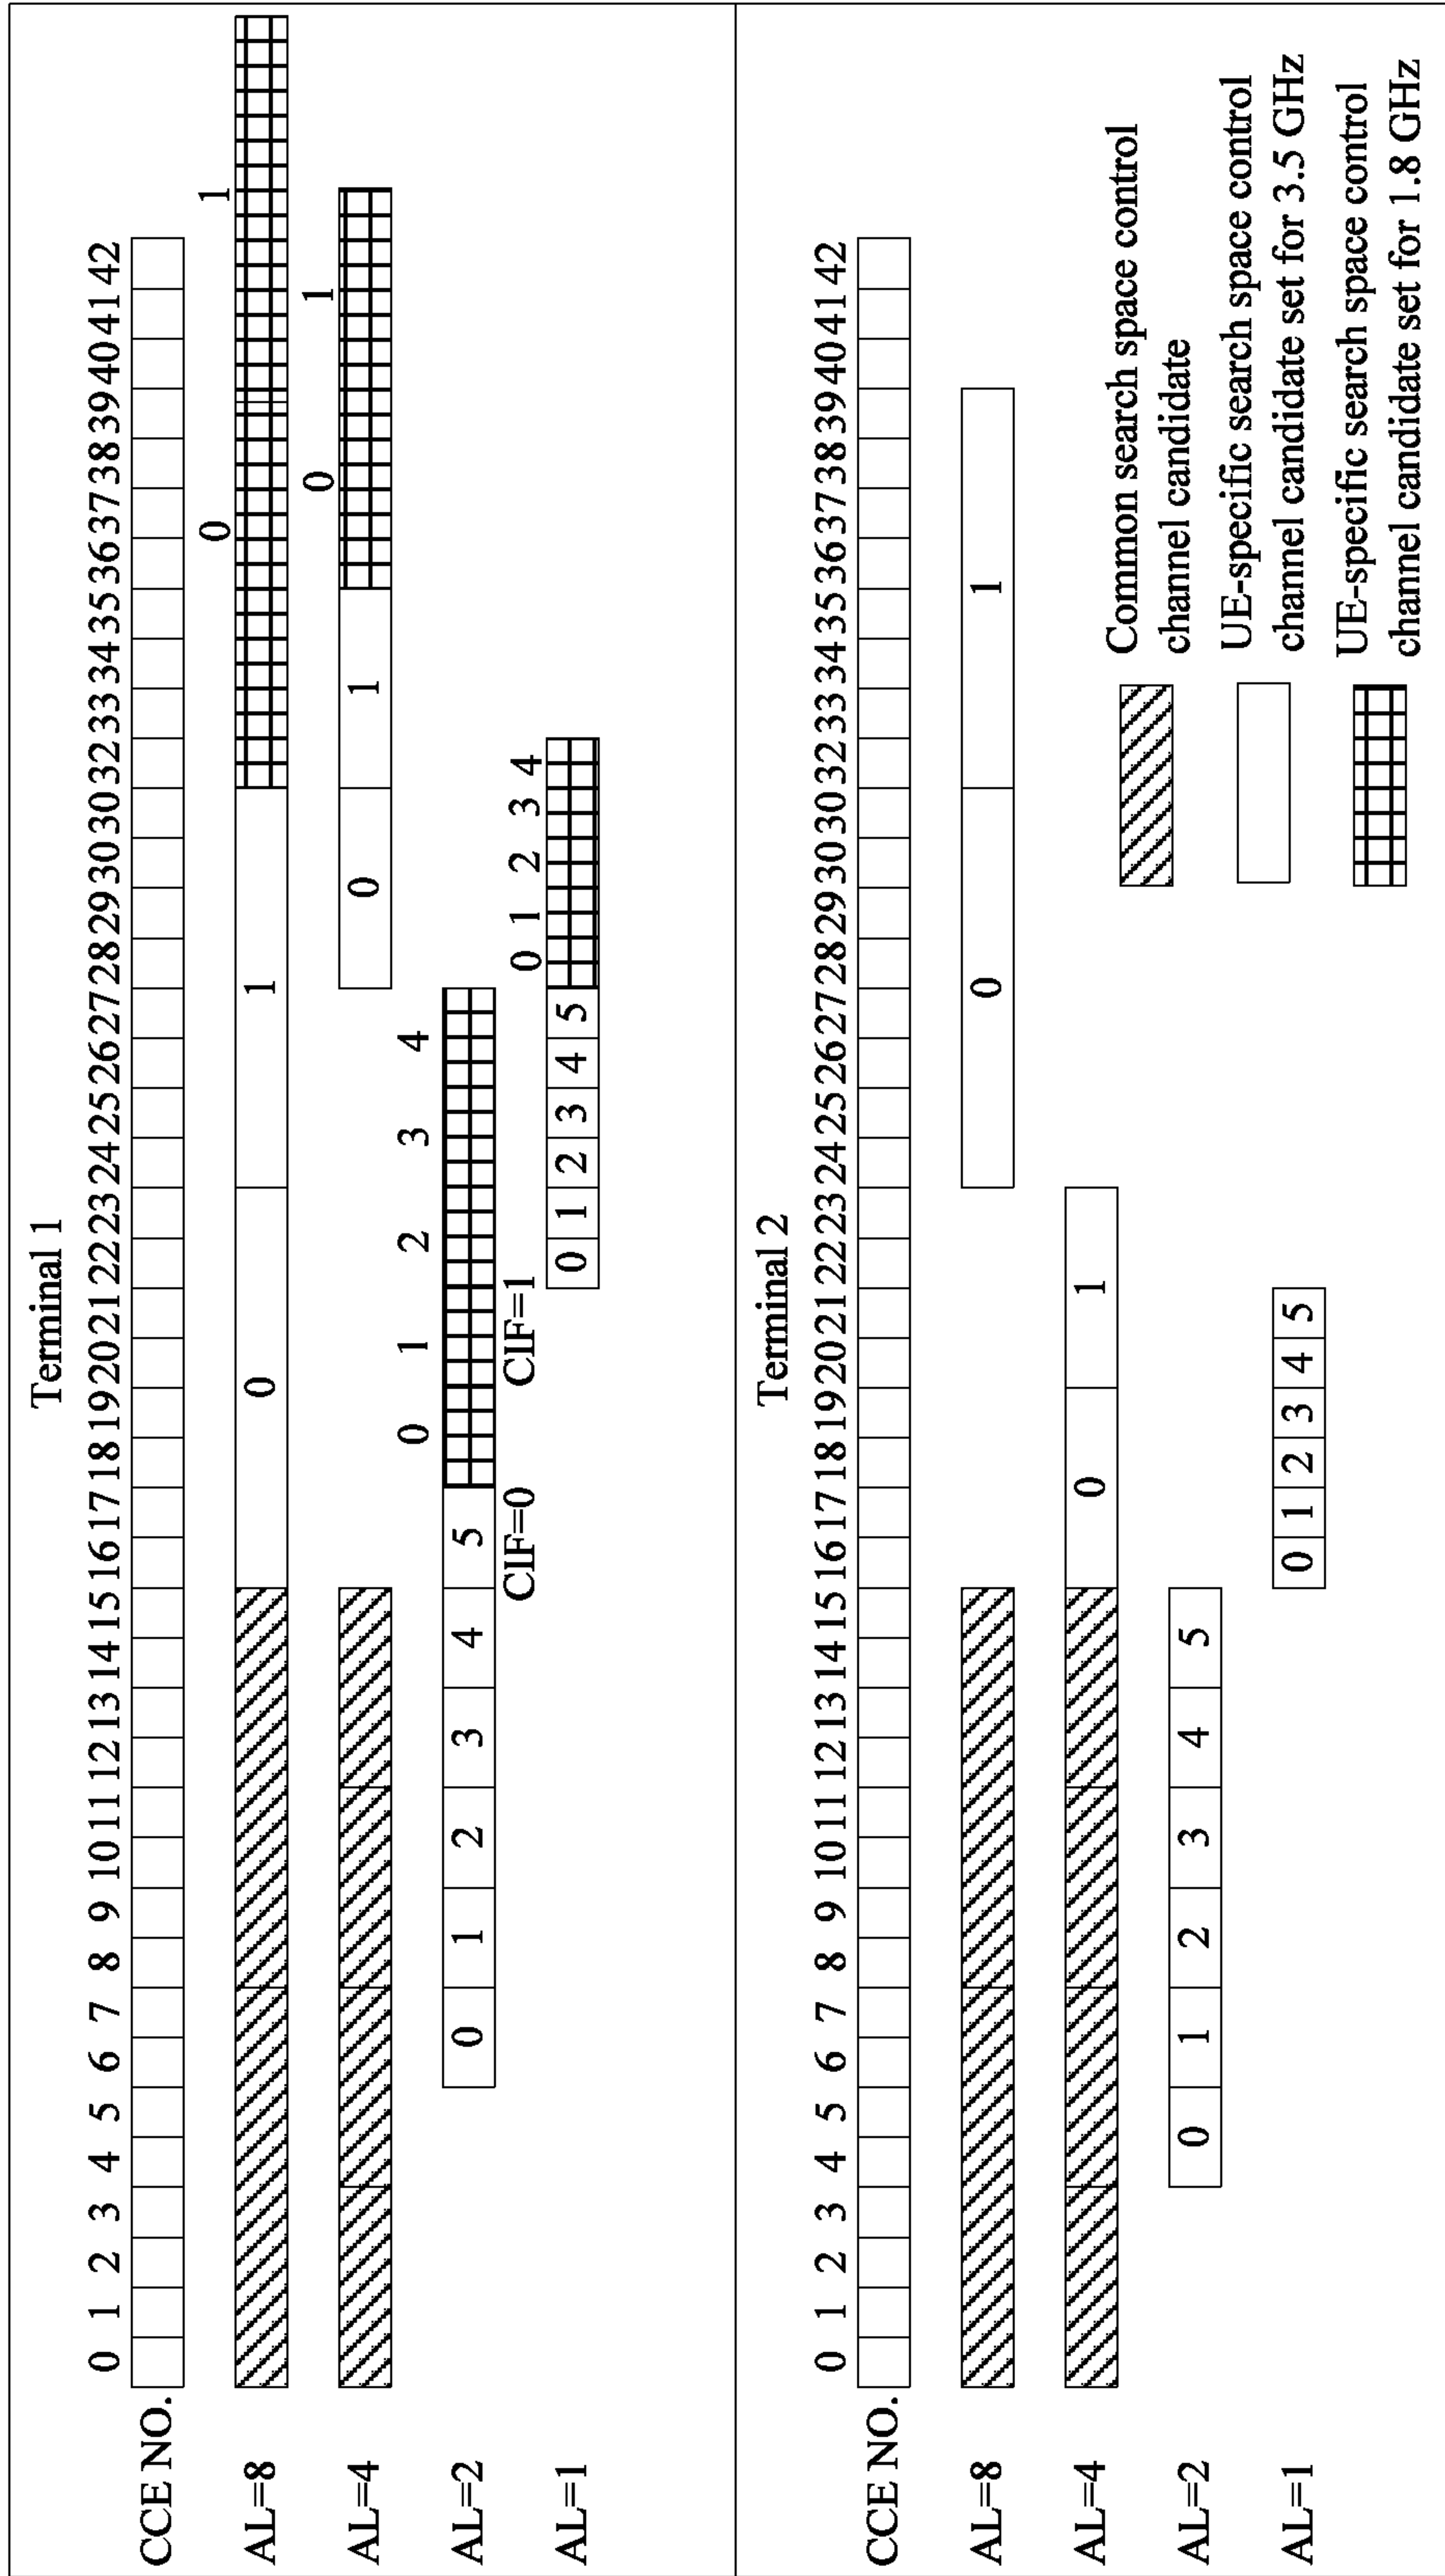 Terminal 1
CCE NO. 0 1 2 3 4 5 6 7 8 9 10 11 12 13 14 15 16 17 18 19 20 21 22 23 24 25 26 27 28 29 30 30 32 33 34 35 36 37 38 39 40 41 42
0 1
AL=8 0 1
0 1
AL=4 0 1
0 1 2 3 4
AL=2 0 1 2 3 4 5
CIF=0 CIF=1
0 1 2 3 4
AL=1 0 1 2 3 4 5
Terminal 2
CCE NO. 0 1 2 3 4 5 6 7 8 9 10 11 12 13 14 15 16 17 18 19 20 21 22 23 24 25 26 27 28 29 30 30 32 33 34 35 36 37 38 39 40 41 42
AL=8 0 1
AL=4 0 1
AL=2 0 1 2 3 4 5
AL=1 0 1 2 3 4 5
Common search space control
channel candidate
UE-specific search space control
channel candidate set for 3.5 GHz
UE-specific search space control
channel candidate set for 1.8 GHz